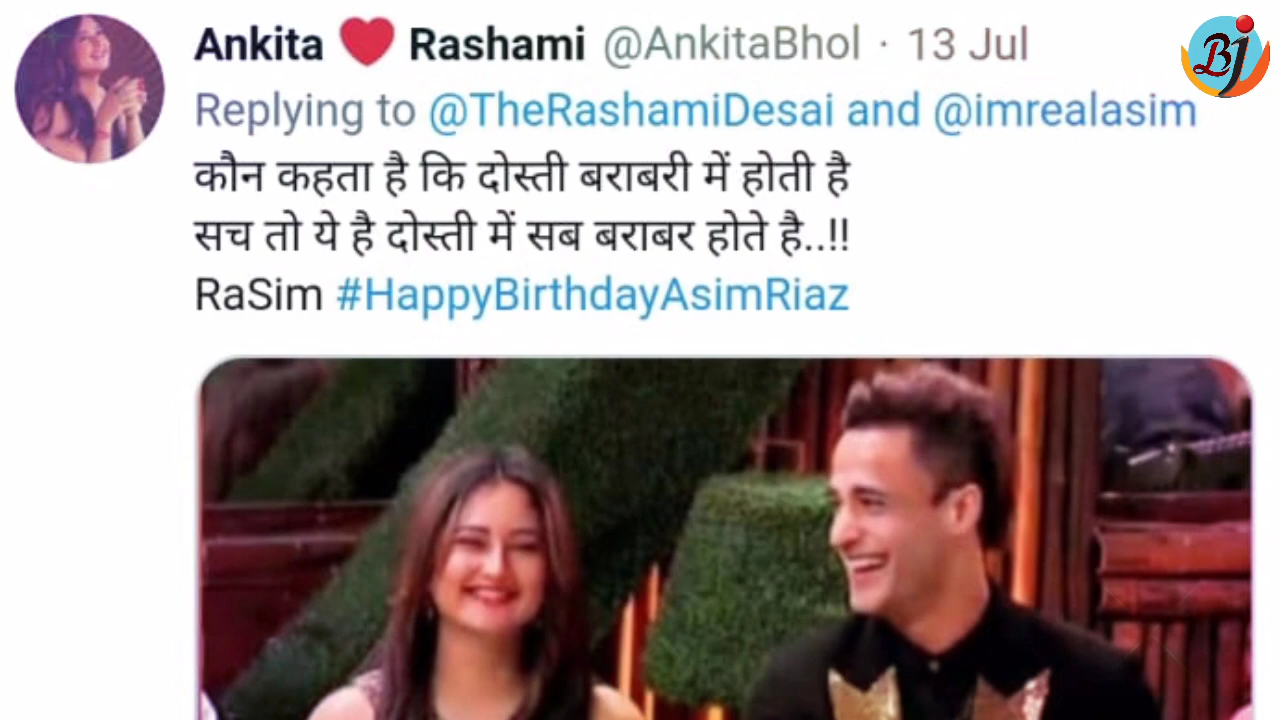 Ankita ❤ Rashami @AnkitaBhol · 13 Jul
Replying to @TheRashamiDesai and @imrealasim
कौन कहता है कि दोस्ती बराबरी में होती है
सच तो ये है दोस्ती में सब बराबर होते है..!!
RaSim #HappyBirthdayAsimRiaz
Bj